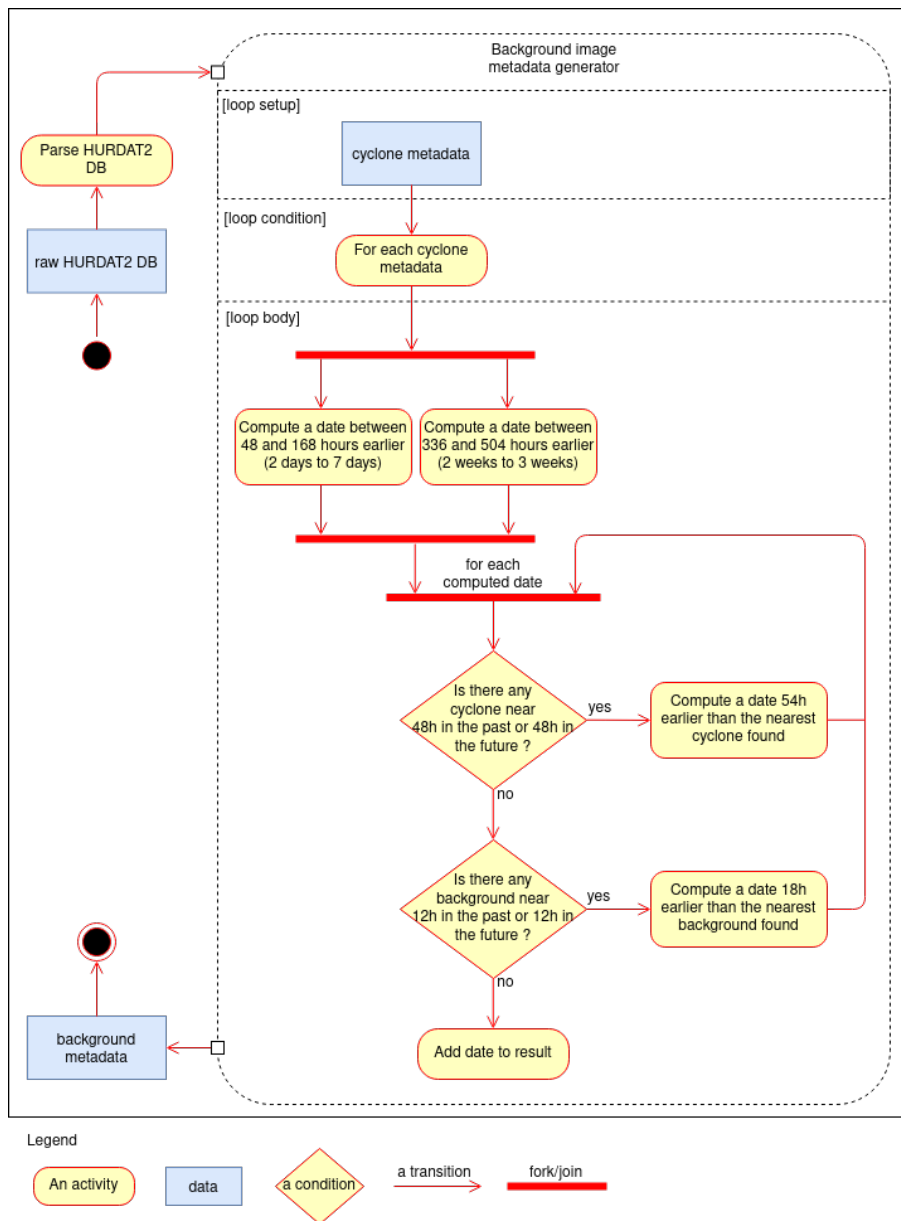 Background image
metadata generator
[loop setup]
Parse HURDAT2
DB
cyclone metadata
[loop condition]
raw HURDAT2 DB
For each cyclone
metadata
[loop body]
Compute a date between
48 and 168 hours earlier
(2 days to 7 days)
Compute a date between
336 and 504 hours earlier
(2 weeks to 3 weeks)
for each
computed date
Is there any
cyclone near
48h in the past or 48h in
the future ?
yes
Compute a date 54h
earlier than the nearest
cyclone found
no
Is there any
background near
12h in the past or 12h in
the future ?
yes
Compute a date 18h
earlier than the nearest
background found
no
background
metadata
Add date to result
Legend
An activity
data
a condition
a transition
fork/join